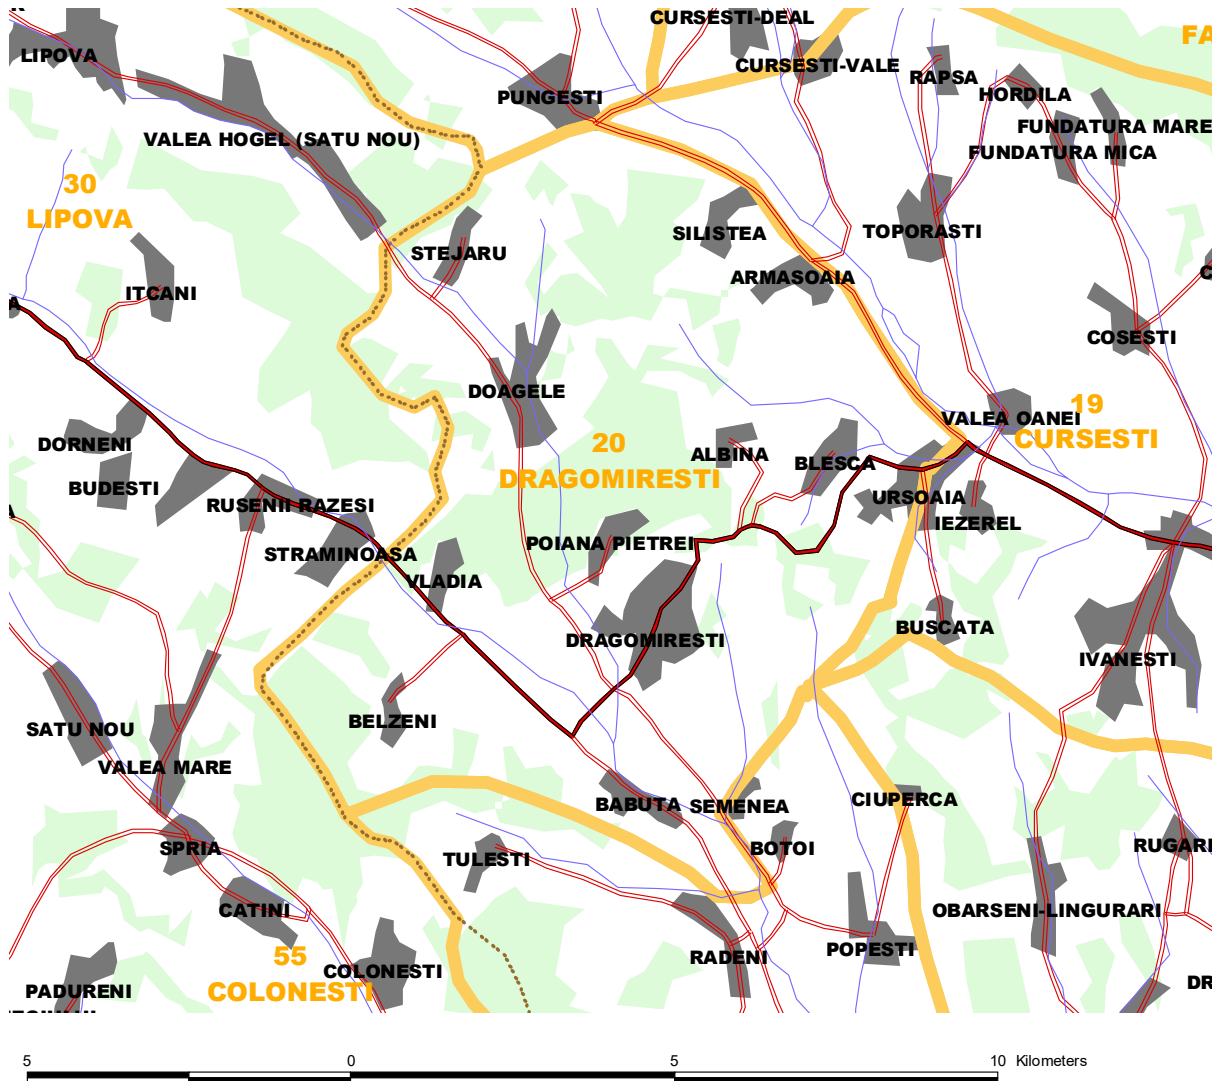 CURSESTI-DEAL
FA
LIPOVA
CURSESTI-VALE
RAPSA
HORDILA
PUNGESTI
FUNDATURA MARE
VALEA HOGEL (SATU NOU)
FUNDATURA MICA
30
LIPOVA
SILISTEA
TOPORASTI
STEJARU
ARMASOAIA
ITCANI
COSESTI
DOAGELE
19
VALEA OANEI
CURSESTI
DORNENI
20
DRAGOMIRESTI
ALBINA
BLESCA
BUDESTI
RUSENII RAZESI
URSOAIA
IEZEREL
STRAMINOASA
POIANA PIETREI
VLADIA
DRAGOMIRESTI
BUSCATA
IVANESTI
SATU NOU
BELZENI
VALEA MARE
BABUTA
SEMENEA
CIUPERCA
SPRIA
TULESTI
BOTOI
RUGARI
CATINI
OBARSENI-LINGURARI
55
COLONESTI
COLONESTI
RADENI
POPESTI
PADURENI
DR
5 0 5 10 Kilometers